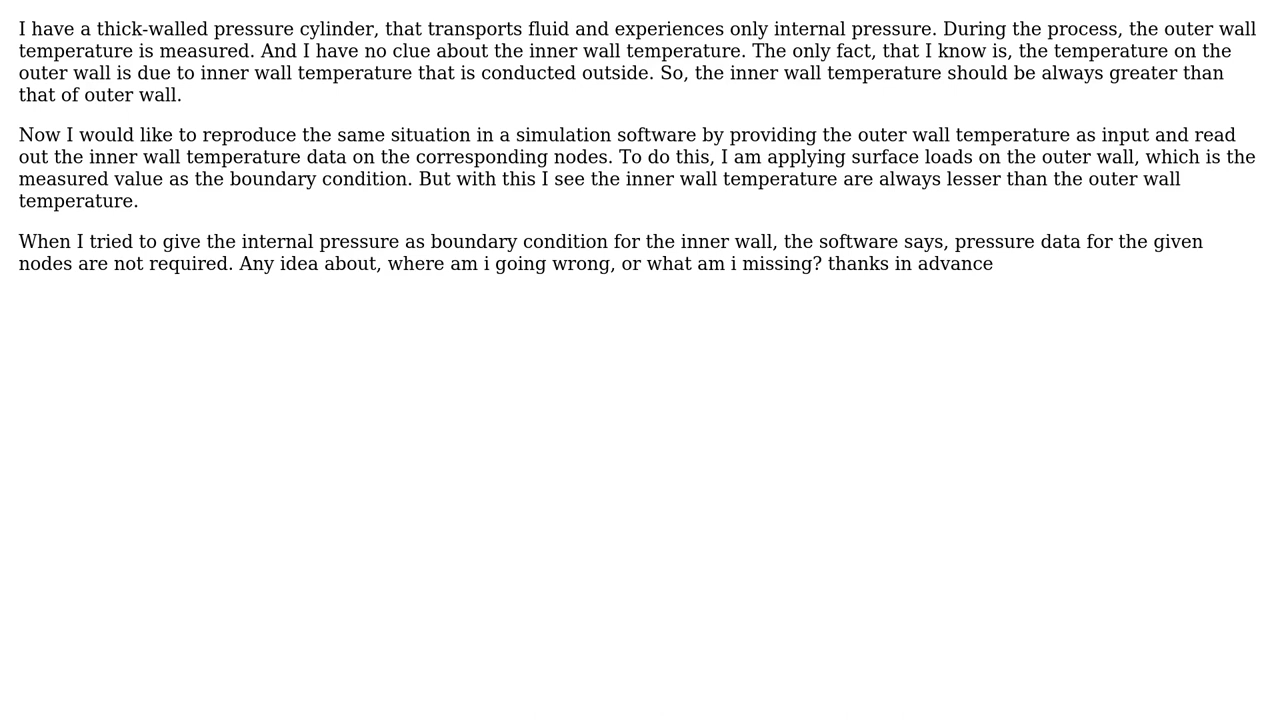 I have a thick-walled pressure cylinder, that transports fluid and experiences only internal pressure. During the process, the outer wall
temperature is measured. And I have no clue about the inner wall temperature. The only fact, that I know is, the temperature on the
outer wall is due to inner wall temperature that is conducted outside. So, the inner wall temperature should be always greater than
that of outer wall.
Now I would like to reproduce the same situation in a simulation software by providing the outer wall temperature as input and read
out the inner wall temperature data on the corresponding nodes. To do this, I am applying surface loads on the outer wall, which is the
measured value as the boundary condition. But with this I see the inner wall temperature are always lesser than the outer wall
temperature.
When I tried to give the internal pressure as boundary condition for the inner wall, the software says, pressure data for the given
nodes are not required. Any idea about, where am i going wrong, or what am i missing? thanks in advance